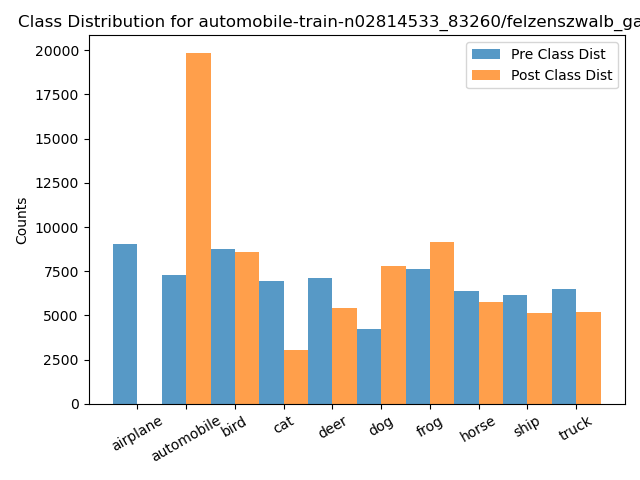 Class Distribution for automobile-train-n02814533_83260/felzenszwalb_ga
Pre Class Dist
Post Class Dist
Counts
20000
17500
15000
12500
10000
7500
5000
2500
0
airplane
automobile
bird
cat
deer
dog
frog
horse
ship
truck